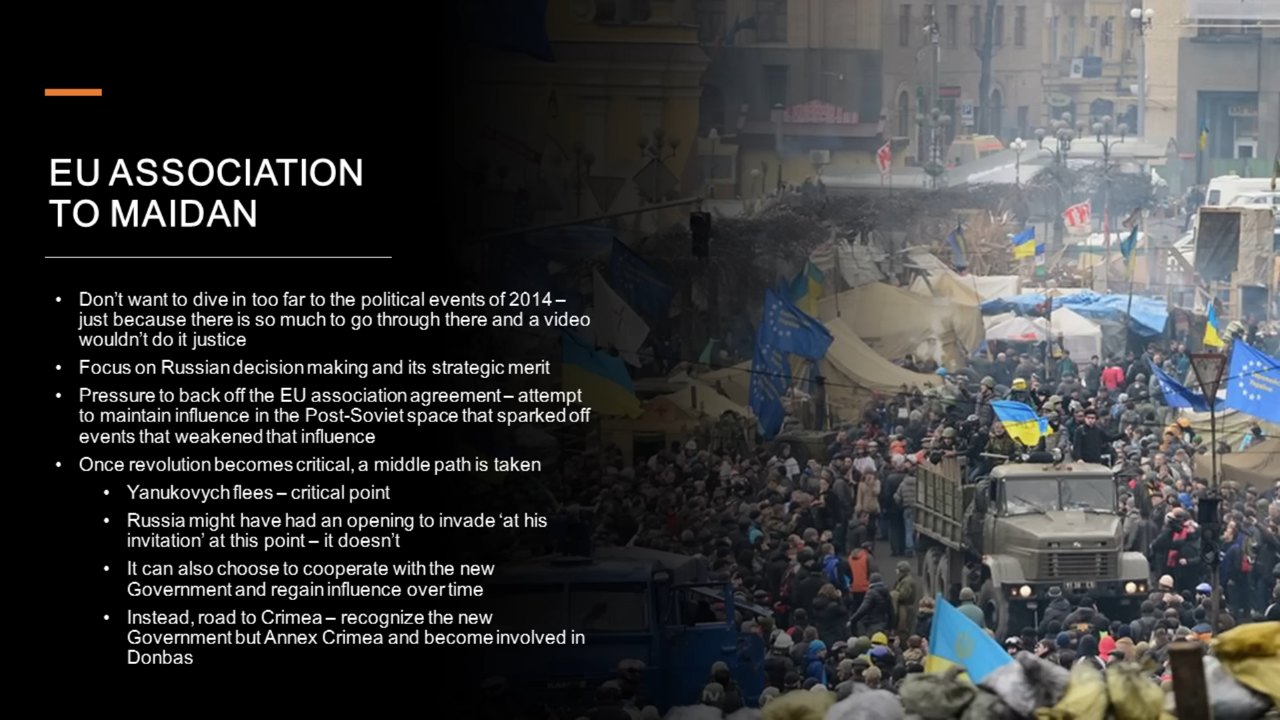 EU ASSOCIATION
TO MAIDAN
• Don’t want to dive in too far to the political events of 2014 –
just because there is so much to go through there and a video
wouldn’t do it justice
• Focus on Russian decision making and its strategic merit
• Pressure to back off the EU association agreement – attempt
to maintain influence in the Post-Soviet space that sparked off
events that weakened that influence
• Once revolution becomes critical, a middle path is taken
• Yanukovych flees – critical point
• Russia might have had an opening to invade ‘at his
invitation’ at this point – it doesn’t
• It can also choose to cooperate with the new
Government and regain influence over time
• Instead, road to Crimea – recognize the new
Government but Annex Crimea and become involved in
Donbas